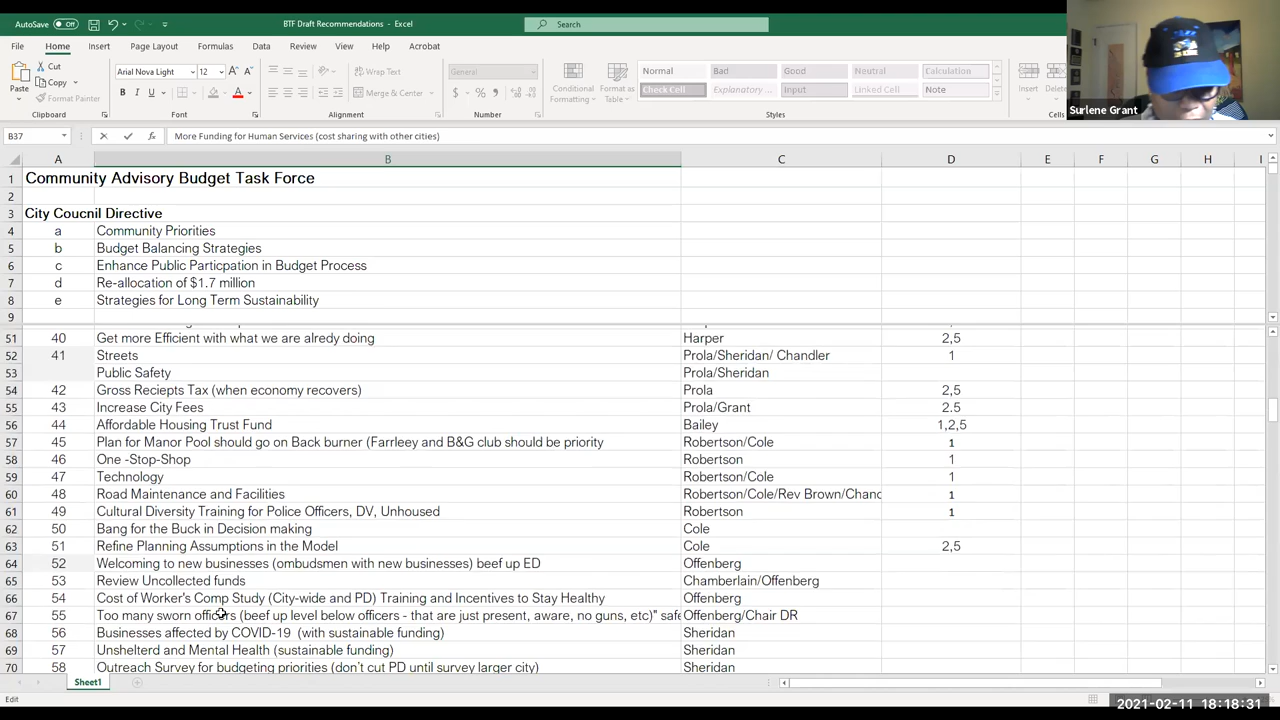 AutoSave Off BTF Draft Recommendations - Excel Search
File Home Insert Page Layout Formulas Data Review View Help Acrobat
Cut Arial Nova Light 12 Wrap Text General Normal Bad Good Neutral Calculation
Paste Copy Format Painter B I U Merge & Center $ % Conditional Formatting Format as Table Check Cell Explanatory... Input Linked Cell Note Insert
Clipboard Font Alignment Number Styles Cells
Surlene Grant
B37 fx More Funding for Human Services (cost sharing with other cities)
A B C D E F G H I
1 Community Advisory Budget Task Force
2
3 City Coucnil Directive
4 a Community Priorities
5 b Budget Balancing Strategies
6 c Enhance Public Particpation in Budget Process
7 d Re-allocation of $1.7 million
8 e Strategies for Long Term Sustainability
9
51 40 Get more Efficient with what we are alredy doing Harper 2,5
52 41 Streets Prola/Sheridan/ Chandler 1
53 Public Safety Prola/Sheridan
54 42 Gross Reciepts Tax (when economy recovers) Prola 2,5
55 43 Increase City Fees Prola/Grant 2.5
56 44 Affordable Housing Trust Fund Bailey 1,2,5
57 45 Plan for Manor Pool should go on Back burner (Farrleey and B&G club should be priority Robertson/Cole 1
58 46 One -Stop-Shop Robertson 1
59 47 Technology Robertson/Cole 1
60 48 Road Maintenance and Facilities Robertson/Cole/Rev Brown/Chanc 1
61 49 Cultural Diversity Training for Police Officers, DV, Unhoused Robertson 1
62 50 Bang for the Buck in Decision making Cole
63 51 Refine Planning Assumptions in the Model Cole 2,5
64 52 Welcoming to new businesses (ombudsmen with new businesses) beef up ED Offenberg
65 53 Review Uncollected funds Chamberlain/Offenberg
66 54 Cost of Worker's Comp Study (City-wide and PD) Training and Incentives to Stay Healthy Offenberg
67 55 Too many sworn officers (beef up level below officers - that are just present, aware, no guns, etc)" safe Offenberg/Chair DR
68 56 Businesses affected by COVID-19 (with sustainable funding) Sheridan
69 57 Unshelterd and Mental Health (sustainable funding) Sheridan
70 58 Outreach Survey for budgeting priorities (don't cut PD until survey larger city) Sheridan
Sheet1
Edit
2021-02-11 18:18:31